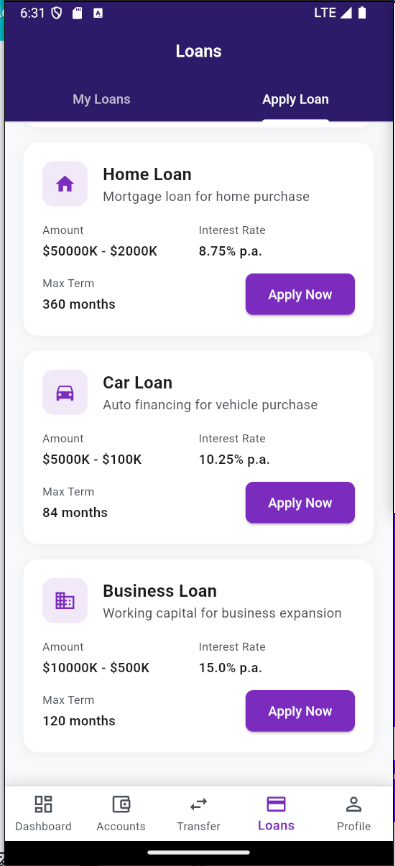 6:31
LTE
Loans
My Loans Apply Loan
Home Loan
Mortgage loan for home purchase
Amount Interest Rate
$50000K - $2000K 8.75% p.a.
Max Term
360 months
Apply Now
Car Loan
Auto financing for vehicle purchase
Amount Interest Rate
$5000K - $100K 10.25% p.a.
Max Term
84 months
Apply Now
Business Loan
Working capital for business expansion
Amount Interest Rate
$10000K - $500K 15.0% p.a.
Max Term
120 months
Apply Now
Dashboard Accounts Transfer Loans Profile